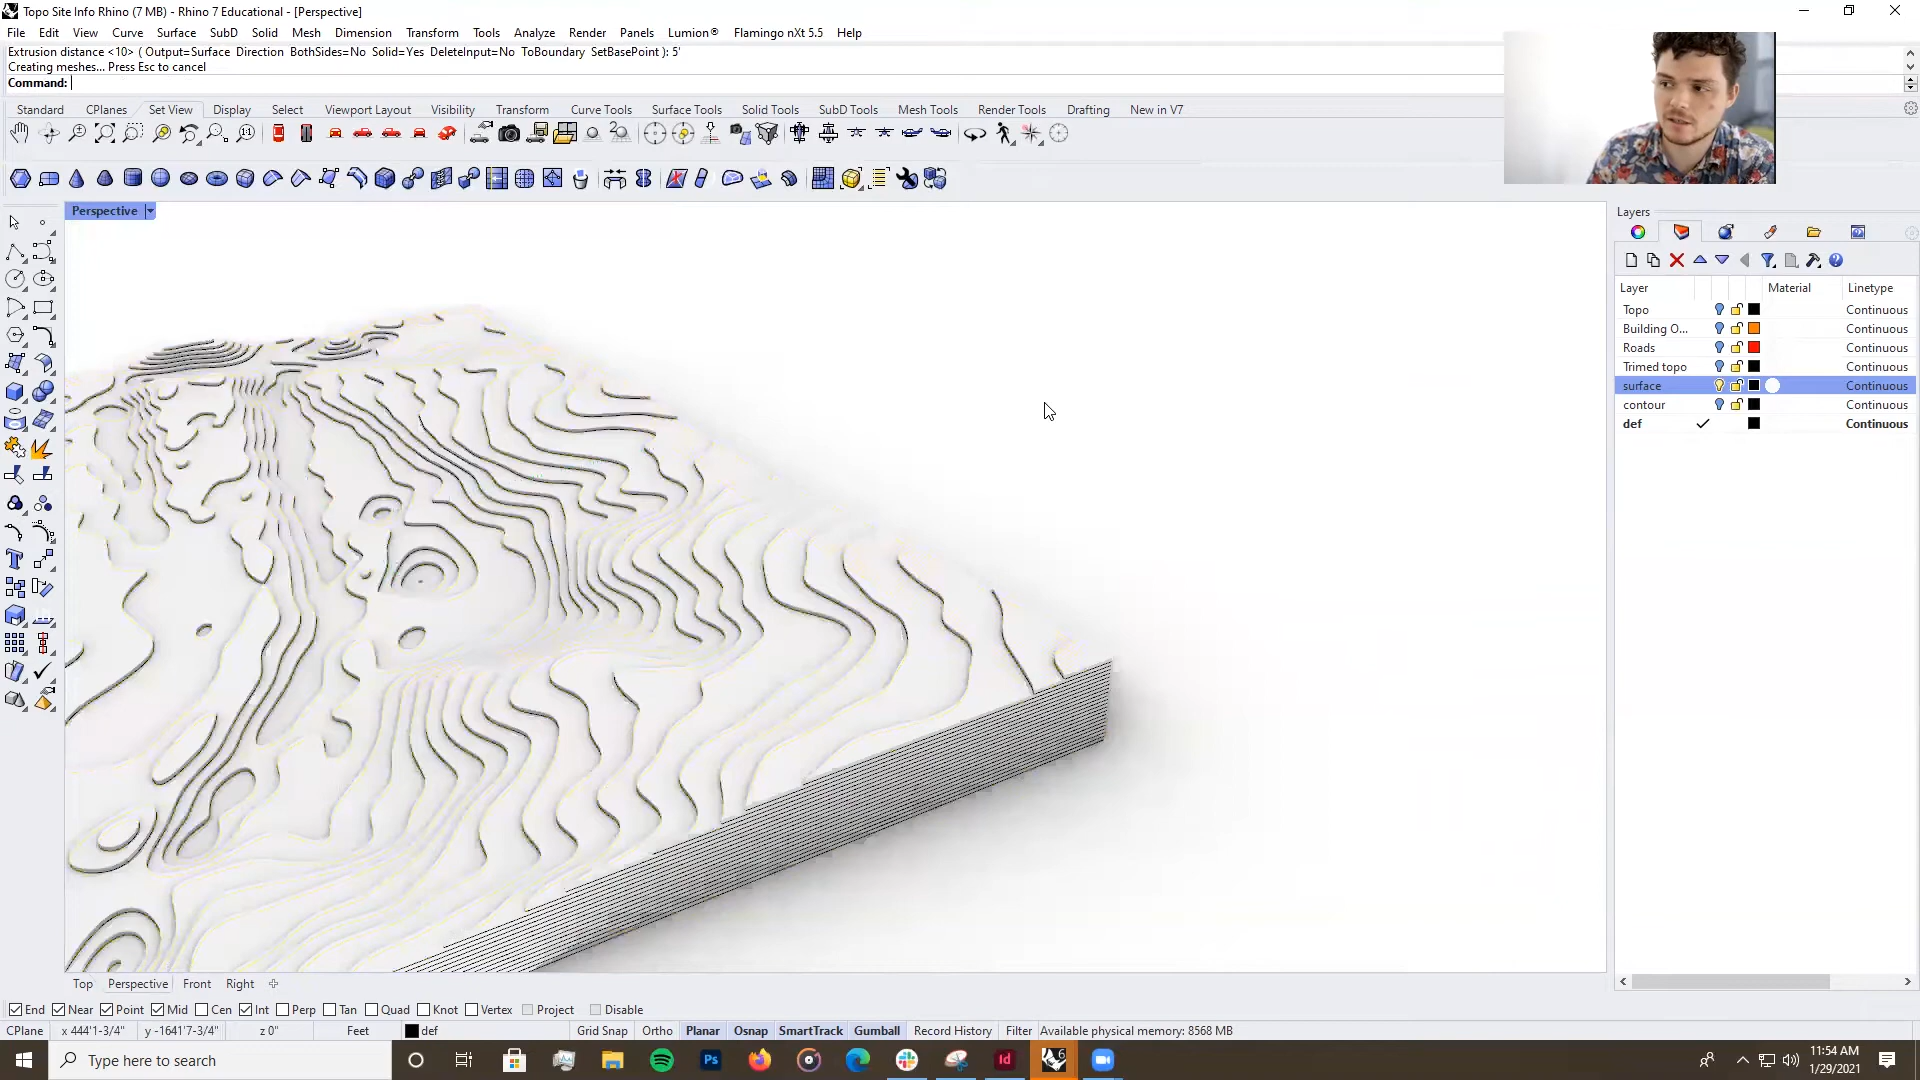 Topo Site Info Rhino (7 MB) - Rhino 7 Educational - [Perspective]
File Edit View Curve Surface SubD Solid Mesh Dimension Transform Tools Analyze Render Panels Lumion® Flamingo nXt 5.5 Help
Extrusion distance <10> ( Output=Surface Direction BothSides=No Solid=Yes DeleteInput=No ToBoundary SetBasePoint ): 5'
Creating meshes... Press Esc to cancel
Command:
Standard CPlanes Set View Display Select Viewport Layout Visibility Transform Curve Tools Surface Tools Solid Tools SubD Tools Mesh Tools Render Tools Drafting New in V7
Perspective
Layers
Layer Material Linetype
Topo Continuous
Building O... Continuous
Roads Continuous
Trimed topo Continuous
surface Continuous
contour Continuous
def Continuous
Top Perspective Front Right
End Near Point Mid Cen Int Perp Tan Quad Knot Vertex Project Disable
CPlane x 444'1-3/4" y -1641'7-3/4" z 0" Feet def Grid Snap Ortho Planar Osnap SmartTrack Gumball Record History Filter Available physical memory: 8568 MB
Type here to search
Ps
Id
6
11:54 AM
1/29/2021